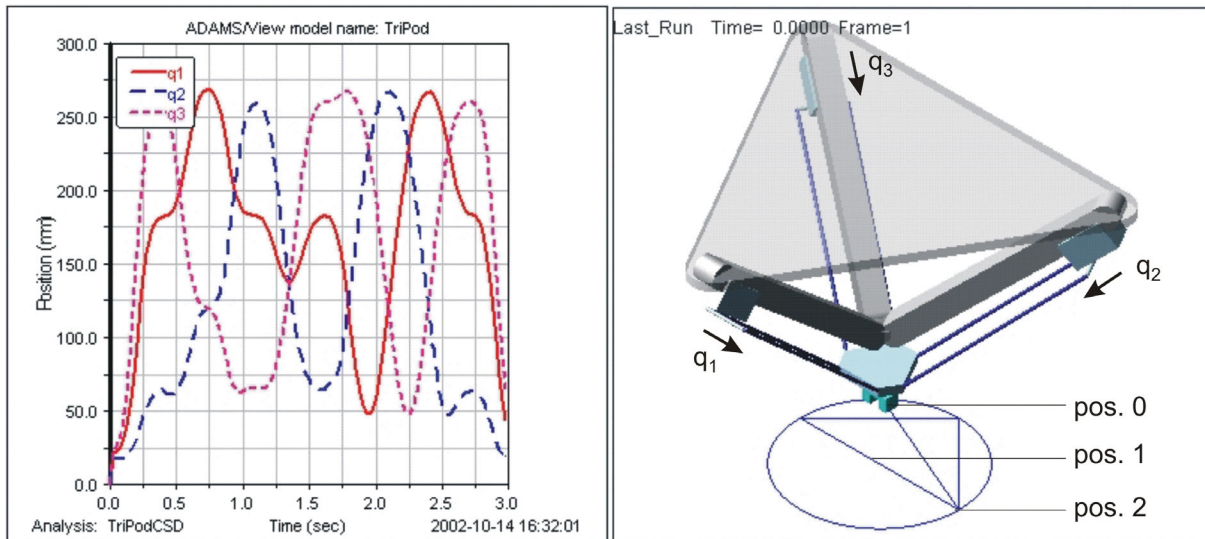 ADAMS/View model name: TriPod
300.0
250.0
200.0
150.0
100.0
50.0
0.0
Position (mm)
q1
q2
q3
0.0
0.5
1.0
1.5
2.0
2.5
3.0
Analysis: TriPodCSD
Time (sec)
2002-10-14 16:32:01
Last_Run Time= 0.0000 Frame=1
q3
q2
q1
pos. 0
pos. 1
pos. 2